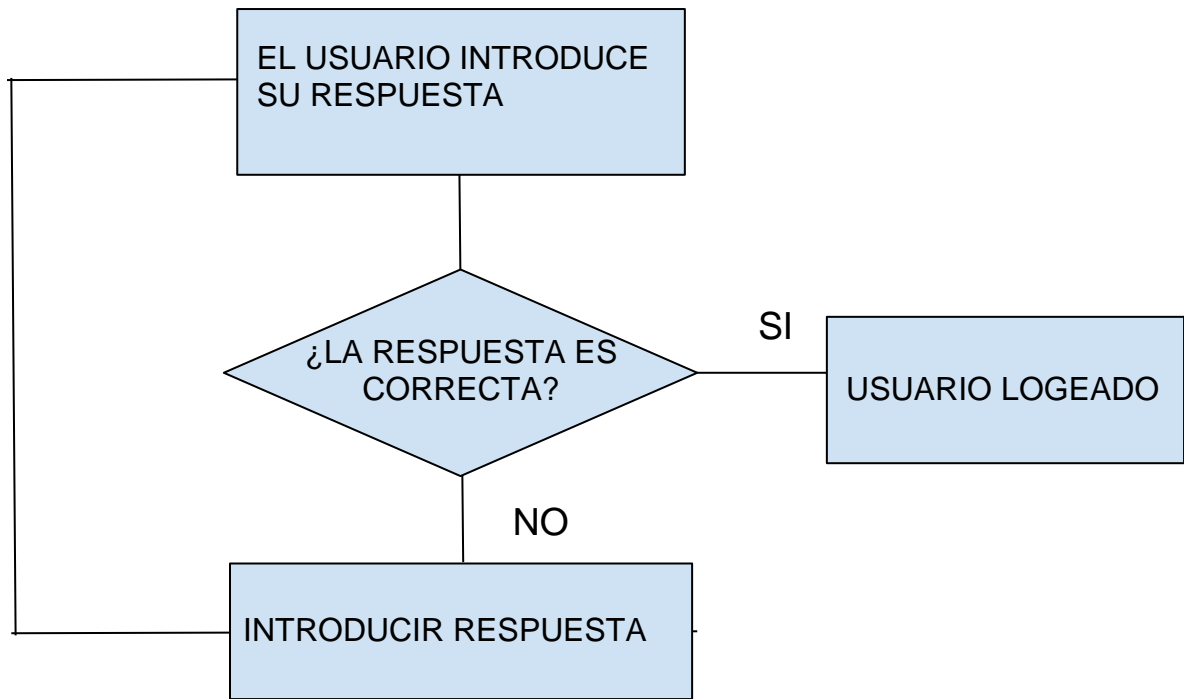 EL USUARIO INTRODUCE
SU RESPUESTA
¿LA RESPUESTA ES
CORRECTA?
SI
USUARIO LOGEADO
NO
INTRODUCIR RESPUESTA